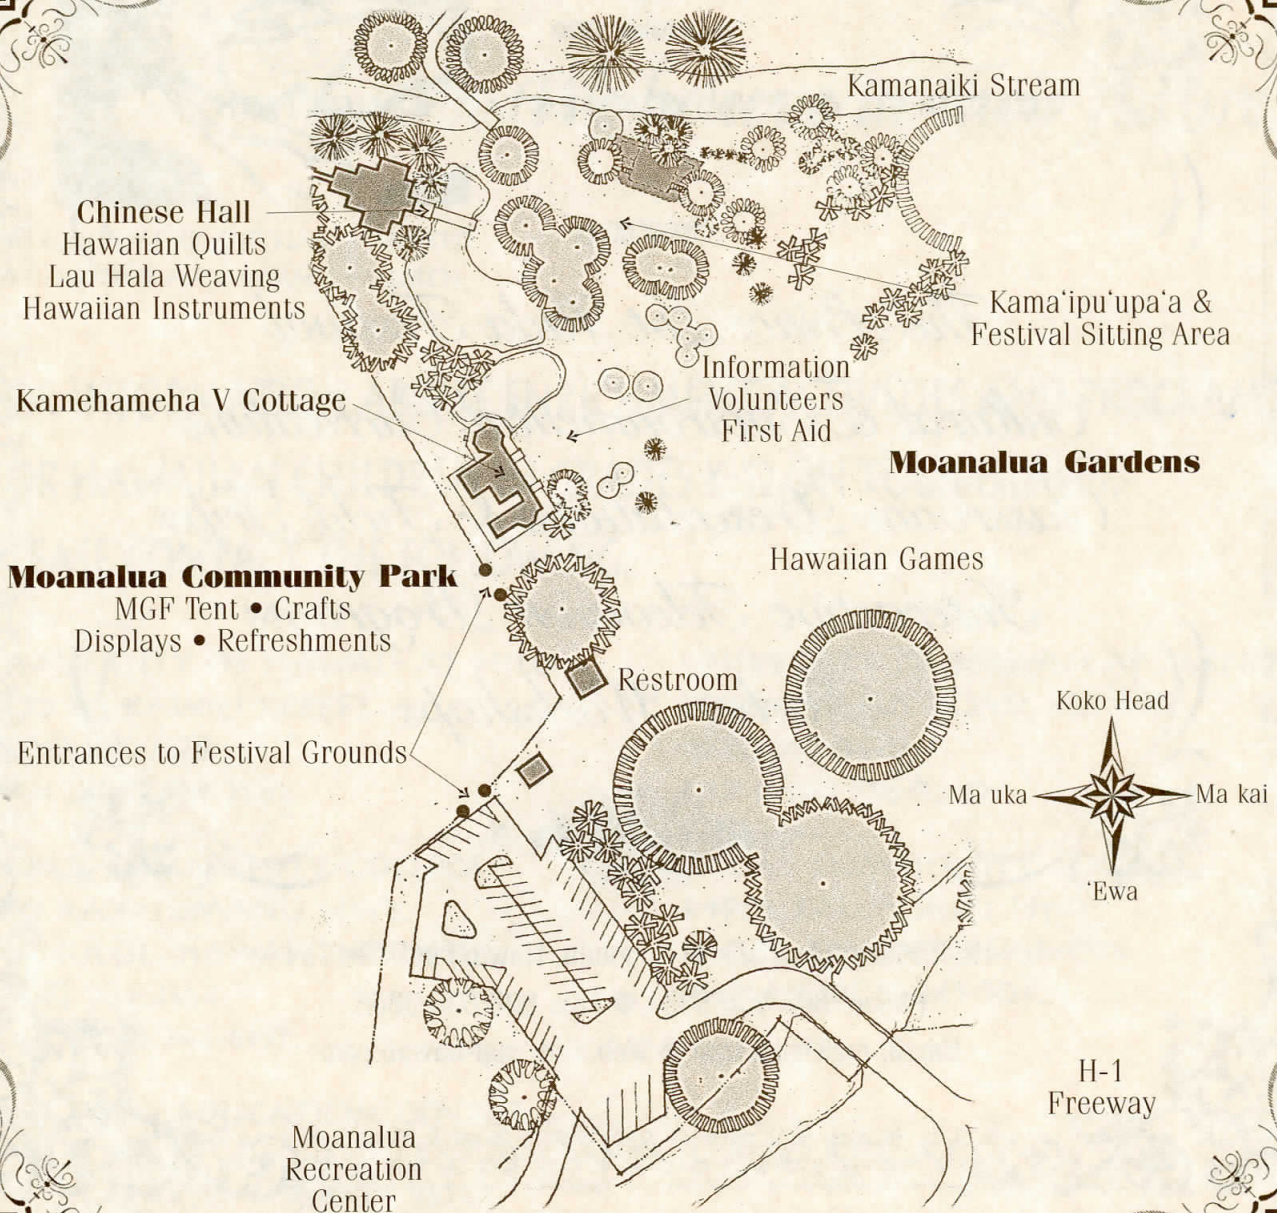 Kamanaiki Stream
Chinese Hall
Hawaiian Quilts
Lau Hala Weaving
Hawaiian Instruments
Kamaʻipuʻupaʻa &
Festival Sitting Area
Information
Volunteers
First Aid
Kamehameha V Cottage
Moanalua Gardens
Hawaiian Games
Moanalua Community Park
MGF Tent • Crafts
Displays • Refreshments
Restroom
Entrances to Festival Grounds
Koko Head
Ma uka
Ma kai
ʻEwa
H-1
Freeway
Moanalua
Recreation
Center